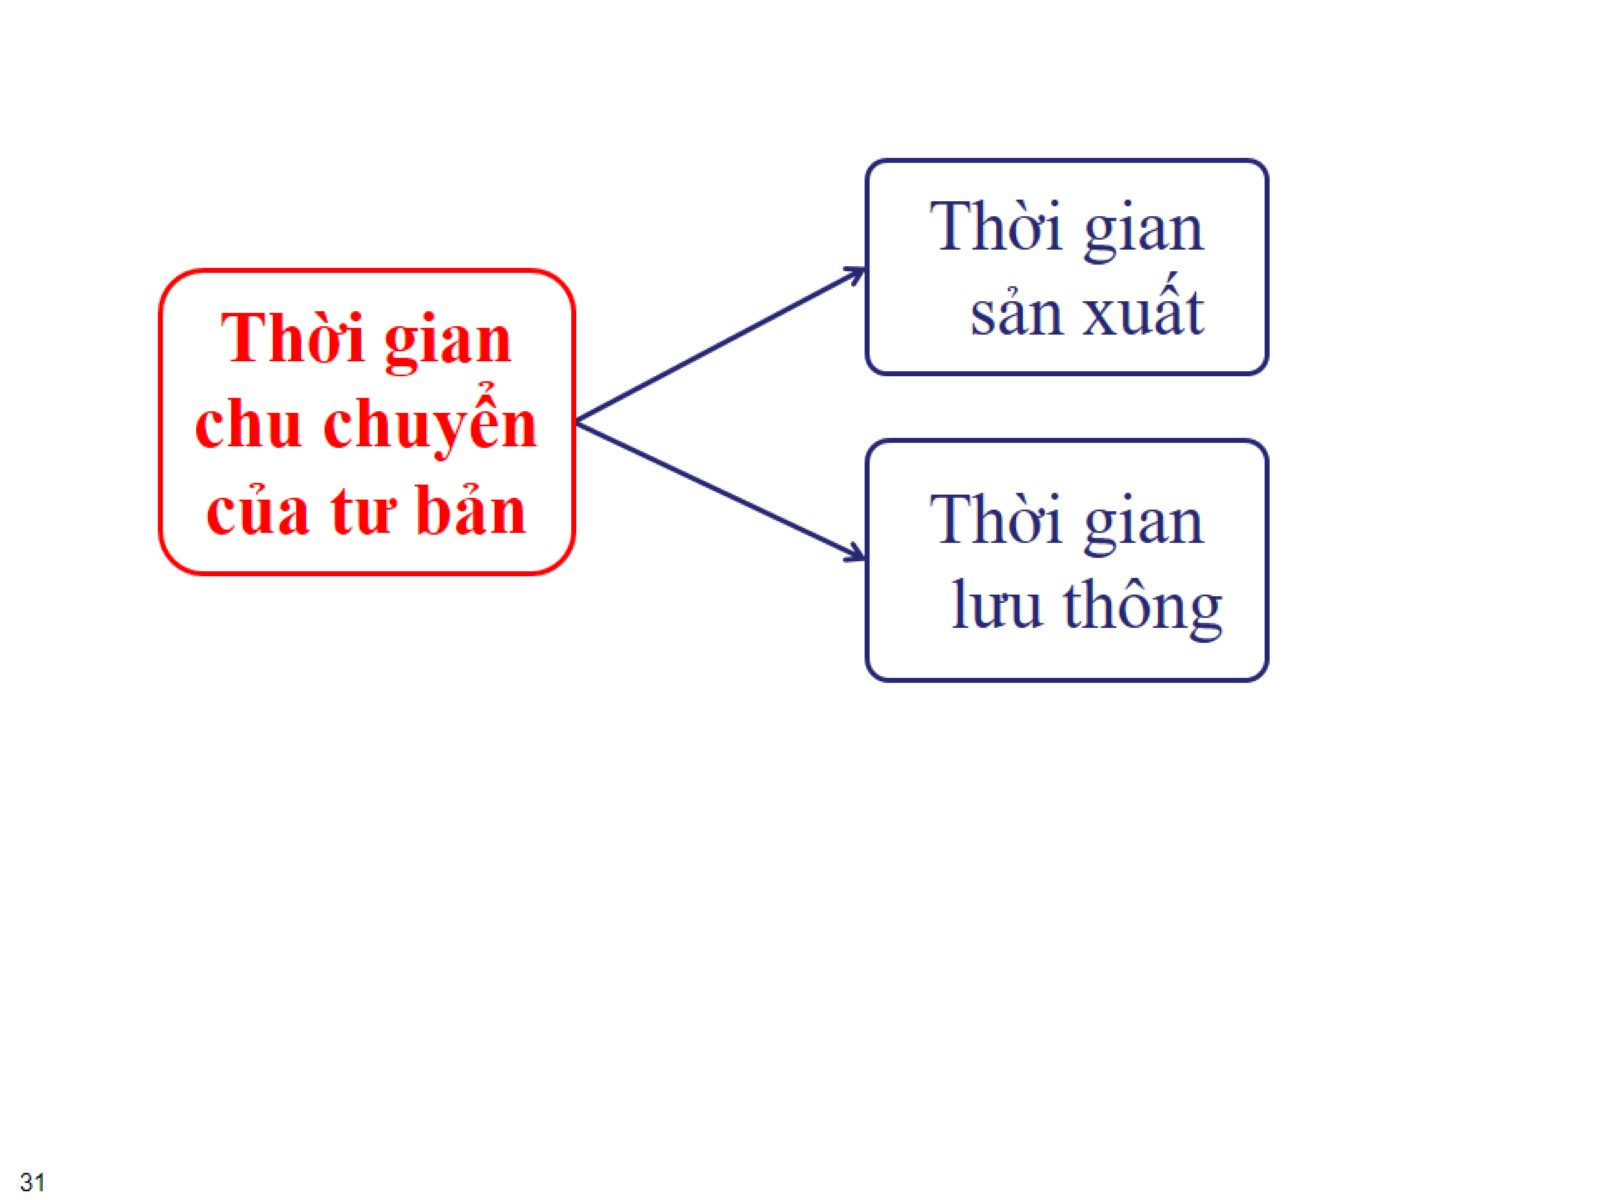 Thời gian
chu chuyển
của tư bản
Thời gian
sản xuất
Thời gian
lưu thông
31